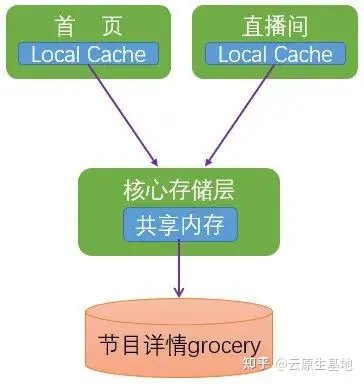 首 页
Local Cache
直播间
Local Cache
核心存储层
共享内存
节目详情grocery
知乎 @云原生基地